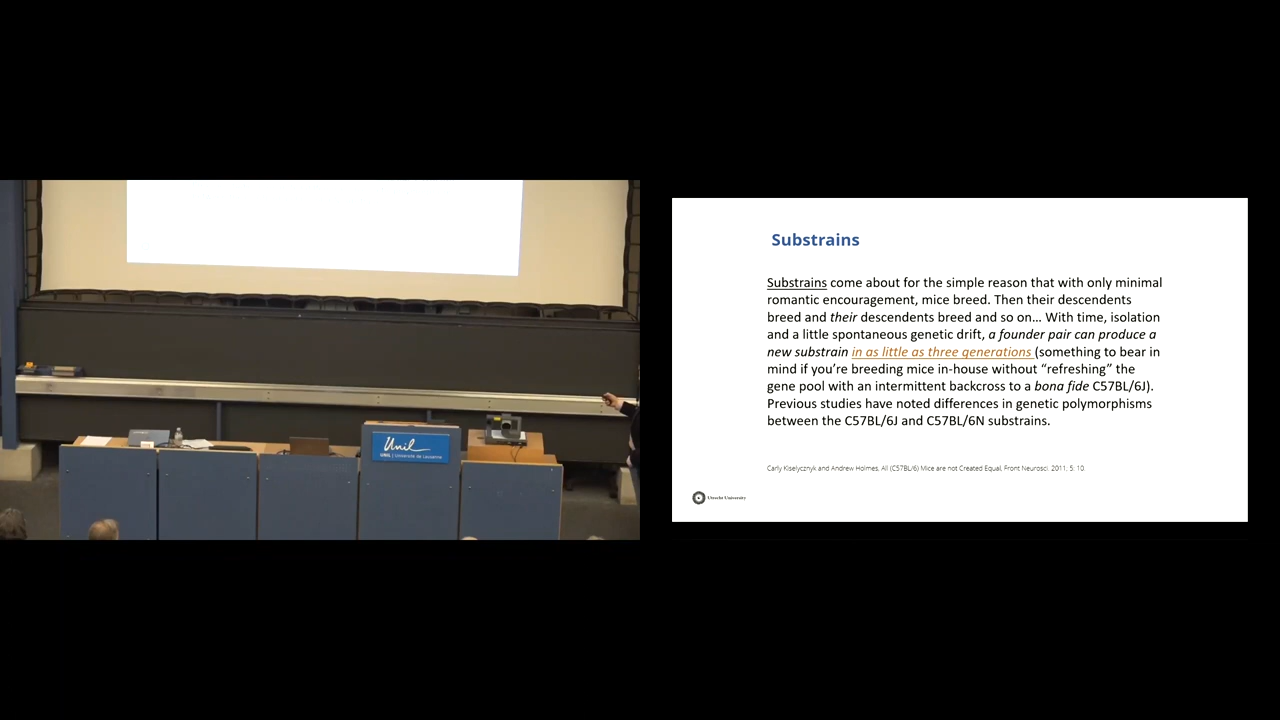 Unil
UNIL | Université de Lausanne
Substrains
Substrains come about for the simple reason that with only minimal
romantic encouragement, mice breed. Then their descendents
breed and their descendents breed and so on... With time, isolation
and a little spontaneous genetic drift, a founder pair can produce a
new substrain in as little as three generations (something to bear in
mind if you’re breeding mice in-house without “refreshing” the
gene pool with an intermittent backcross to a bona fide C57BL/6J).
Previous studies have noted differences in genetic polymorphisms
between the C57BL/6J and C57BL/6N substrains.
Carly Kiselycznyk and Andrew Holmes, All (C57BL/6) Mice are not Created Equal, Front Neurosci. 2011; 5: 10.
Utrecht University